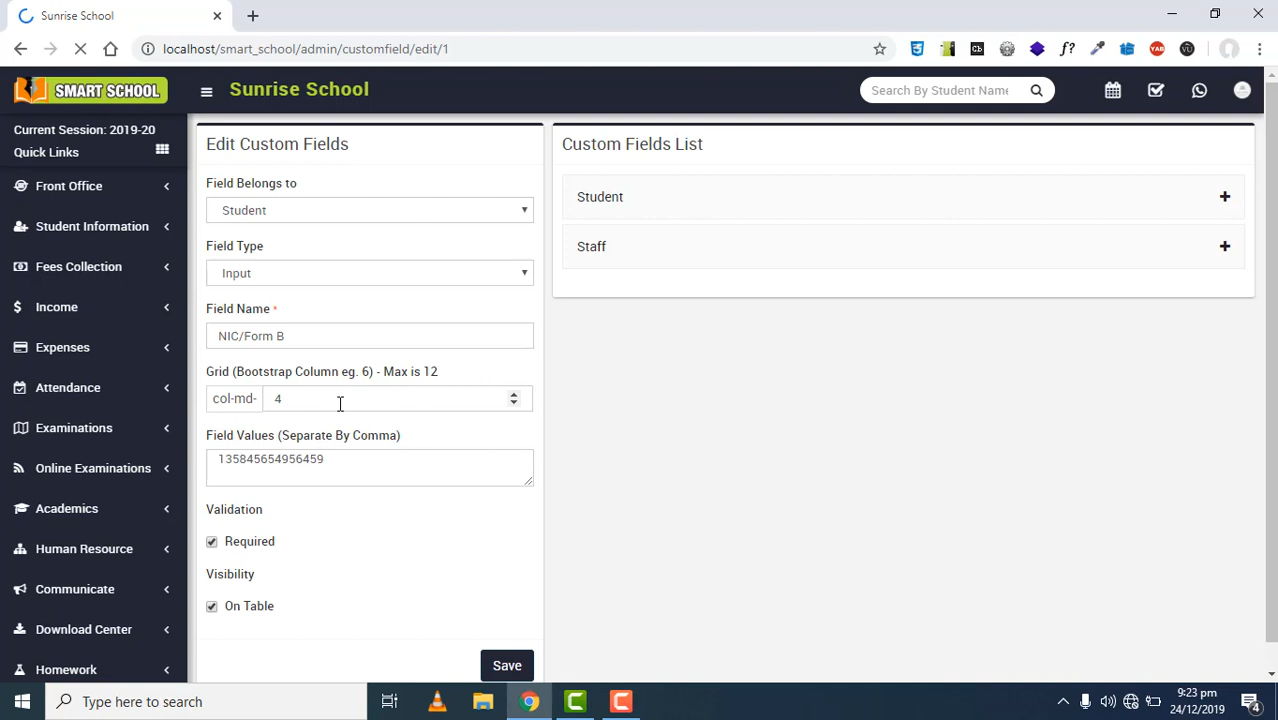 Sunrise School
localhost/smart_school/admin/customfield/edit/1
SMART SCHOOL
Sunrise School
Search By Student Name
Current Session: 2019-20
Quick Links
Front Office
Student Information
Fees Collection
Income
Expenses
Attendance
Examinations
Online Examinations
Academics
Human Resource
Communicate
Download Center
Homework
Edit Custom Fields
Field Belongs to
Student
Field Type
Input
Field Name *
NIC/Form B
Grid (Bootstrap Column eg. 6) - Max is 12
col-md- 4
Field Values (Separate By Comma)
135845654956459
Validation
Required
Visibility
On Table
Save
Custom Fields List
Student
Staff
Type here to search
9:23 pm
24/12/2019
4